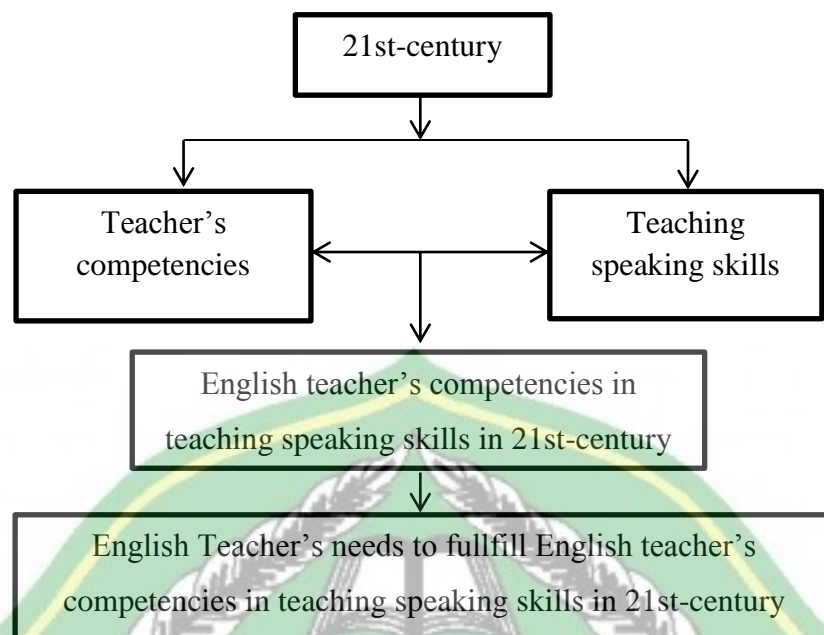 21st-century
Teacher’s
competencies
Teaching
speaking skills
English teacher’s competencies in
teaching speaking skills in 21st-century
English Teacher’s needs to fullfill English teacher’s
competencies in teaching speaking skills in 21st-century